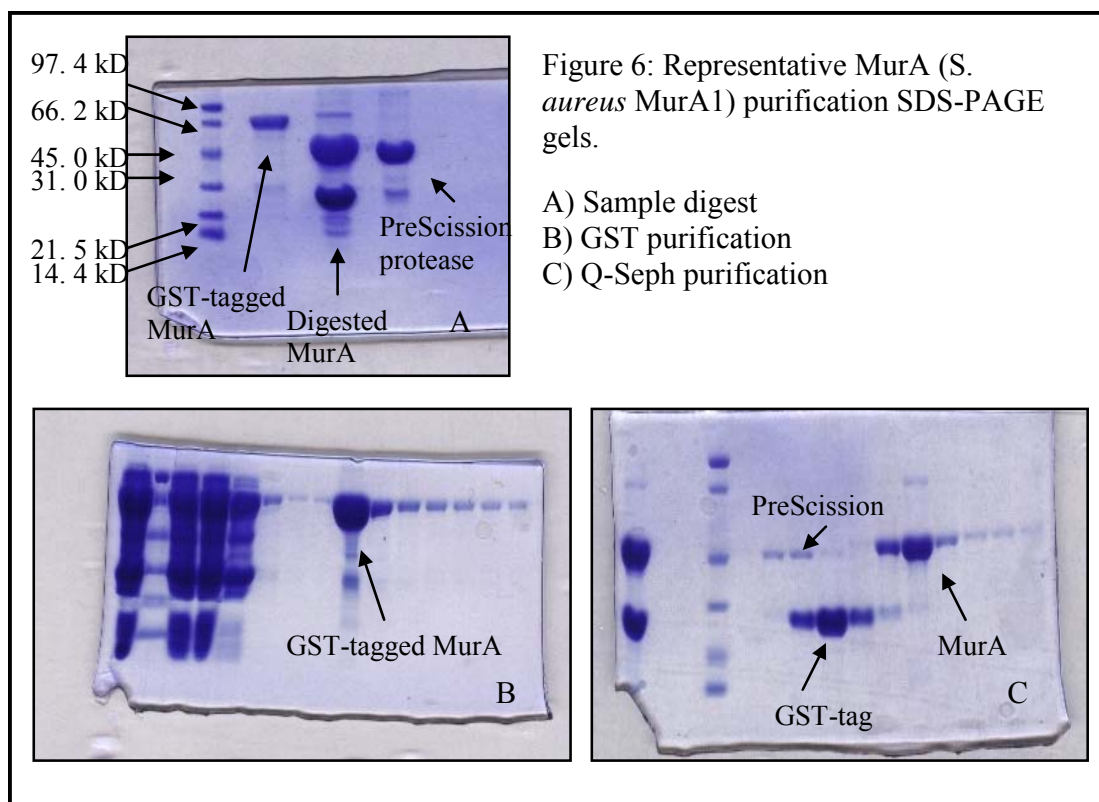 97. 4 kD
66. 2 kD
45. 0 kD
31. 0 kD
21. 5 kD
14. 4 kD
GST-tagged
MurA
Digested
MurA
PreScission
protease
A
Figure 6: Representative MurA (S.
aureus MurA1) purification SDS-PAGE
gels.
A) Sample digest
B) GST purification
C) Q-Seph purification
GST-tagged MurA
B
PreScission
MurA
GST-tag
C